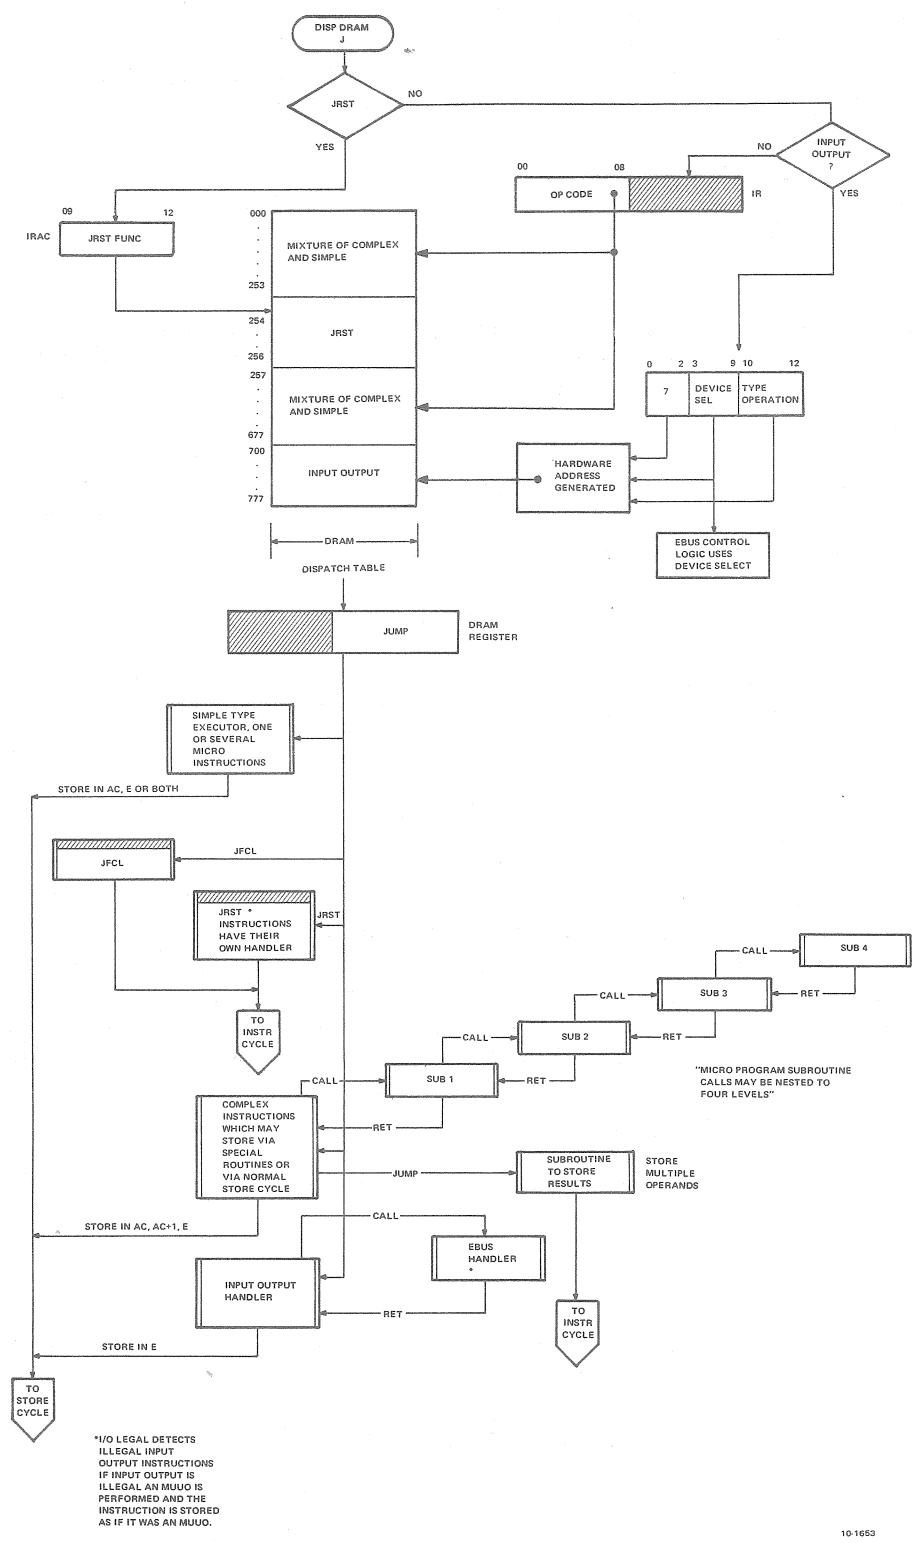 DISP DRAM
J
JRST
NO
YES
INPUT
OUTPUT
?
NO
YES
00 08
OP CODE
IR
09 12
IRAC
JRST FUNC
000
.
.
.
.
.
253
MIXTURE OF COMPLEX
AND SIMPLE
254
.
.
256
JRST
257
.
.
.
.
677
MIXTURE OF COMPLEX
AND SIMPLE
700
.
.
.
777
INPUT OUTPUT
0 2 3 9 10 12
7
DEVICE
SEL
TYPE
OPERATION
HARDWARE
ADDRESS
GENERATED
EBUS CONTROL
LOGIC USES
DEVICE SELECT
DRAM
DISPATCH TABLE
JUMP
DRAM
REGISTER
SIMPLE TYPE
EXECUTOR, ONE
OR SEVERAL
MICRO
INSTRUCTIONS
STORE IN AC, E OR BOTH
JFCL
JFCL
JRST *
INSTRUCTIONS
HAVE THEIR
OWN HANDLER
JRST
TO
INSTR
CYCLE
CALL
SUB 4
CALL
SUB 3
RET
CALL
SUB 2
RET
CALL
SUB 1
RET
RET
"MICRO PROGRAM SUBROUTINE
CALLS MAY BE NESTED TO
FOUR LEVELS"
COMPLEX
INSTRUCTIONS
WHICH MAY
STORE VIA
SPECIAL
ROUTINES OR
VIA NORMAL
STORE CYCLE
JUMP
SUBROUTINE
TO STORE
RESULTS
STORE
MULTIPLE
OPERANDS
STORE IN AC, AC+1, E
CALL
EBUS
HANDLER
*
INPUT OUTPUT
HANDLER
RET
TO
INSTR
CYCLE
STORE IN E
TO
STORE
CYCLE
*I/O LEGAL DETECTS
ILLEGAL INPUT
OUTPUT INSTRUCTIONS
IF INPUT OUTPUT IS
ILLEGAL AN MUUO IS
PERFORMED AND THE
INSTRUCTION IS STORED
AS IF IT WAS AN MUUO.
10-1653